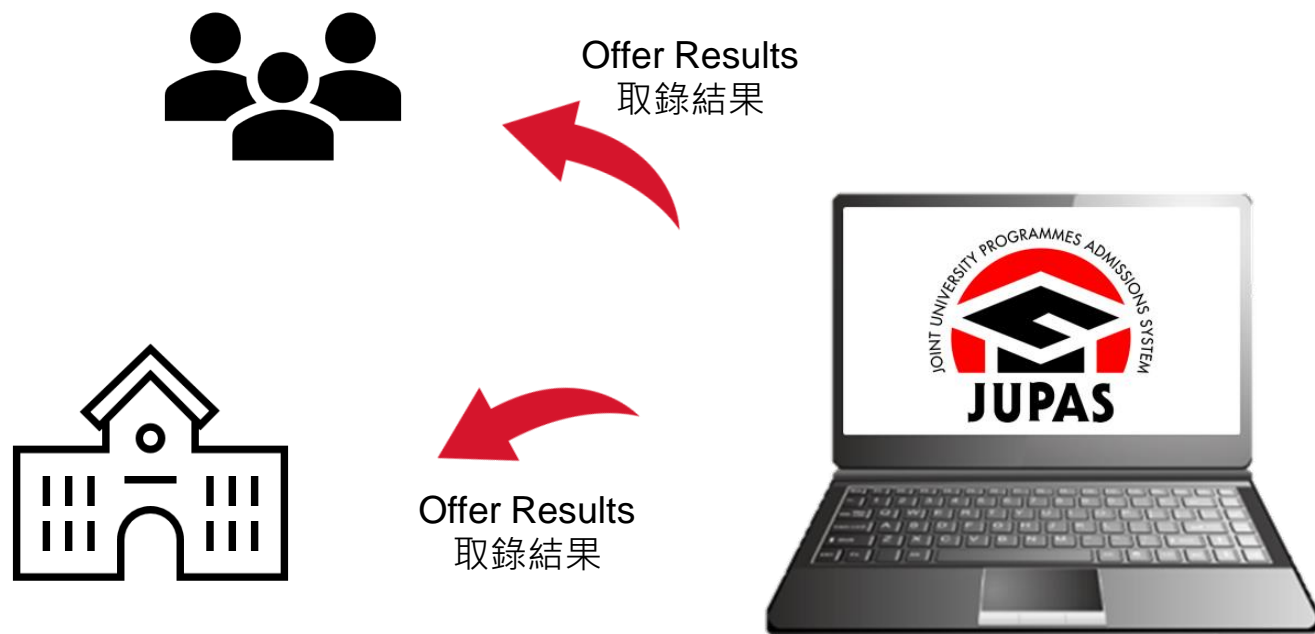 Offer Results
取錄結果
JOINT UNIVERSITY PROGRAMMES ADMISSIONS SYSTEM
JUPAS
Offer Results
取錄結果